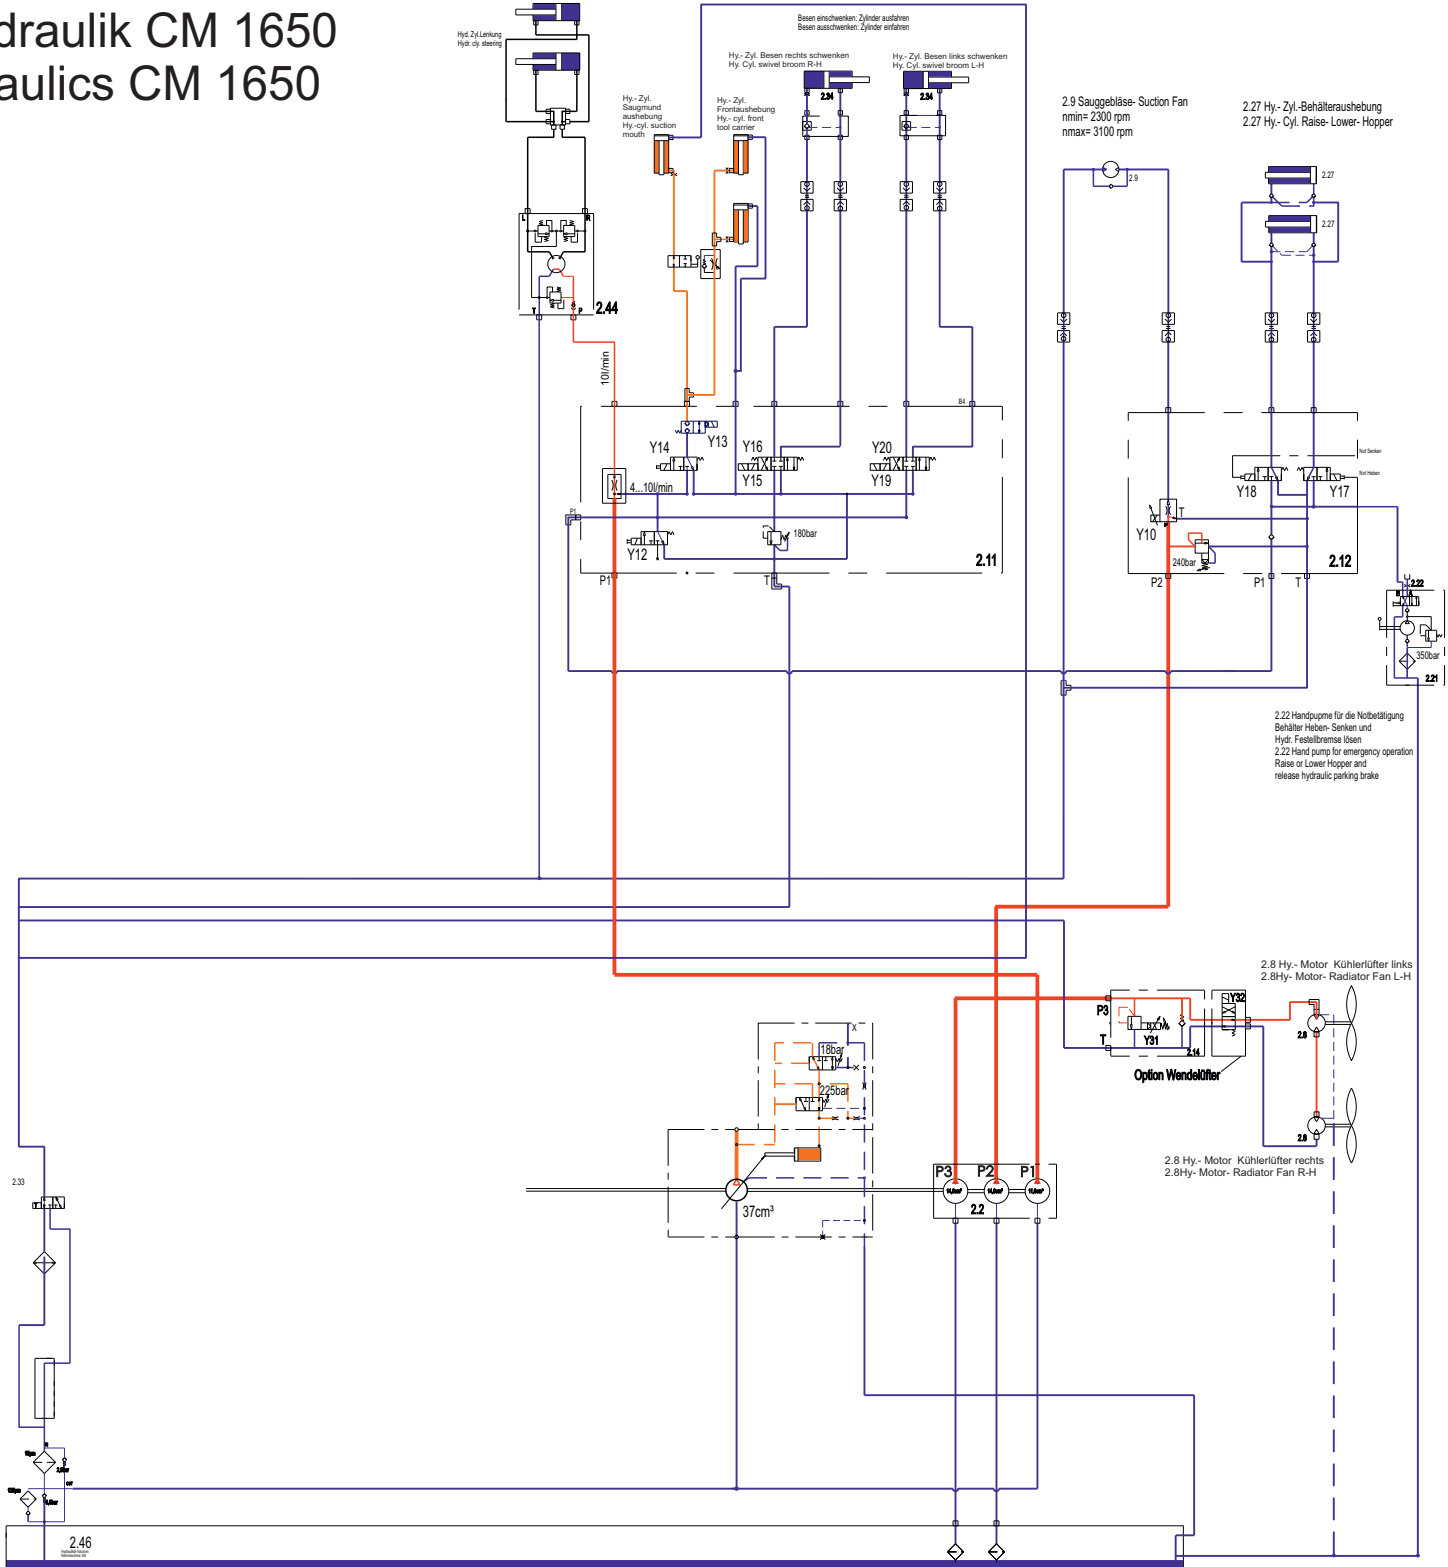 draulik CM 1650
aulics CM 1650
Hyd. Zyl.Lenkung
Hydr. cly. steering
Besen einschwenken: Zylinder ausfahren
Besen ausschwenken: Zylinder einfahren
Hy.- Zyl. Besen rechts schwenken
Hy. Cyl. swivel broom R-H
Hy.- Zyl. Besen links schwenken
Hy. Cyl. swivel broom L-H
2.34
2.34
Hy.- Zyl.
Saugmund
aushebung
Hy.-cyl. suction
mouth
Hy.- Zyl.
Frontaushebung
Hy.- cyl. front
tool carrier
2.9 Sauggebläse- Suction Fan
nmin= 2300 rpm
nmax= 3100 rpm
2.27 Hy.- Zyl.-Behälteraushebung
2.27 Hy.- Cyl. Raise- Lower- Hopper
2.9
2.27
2.27
L
R
T
P
2.44
10l/min
B4
Y14
Y13
Y16
Y15
Y20
Y19
4...10l/min
P1
Y12
180bar
2.11
P1
T
Not Senken
Not Heben
Y18
Y17
Y10
T
240bar
2.12
P2
P1
T
2.22
350bar
2.21
2.22 Handpupme für die Notbetätigung
Behälter Heben- Senken und
Hydr. Festellbremse lösen
2.22 Hand pump for emergency operation
Raise or Lower Hopper and
release hydraulic parking brake
2.8 Hy.- Motor  Kühlerlüfter links
2.8Hy- Motor- Radiator Fan L-H
P3
T
Y31
2.14
Y32
2.8
Option Wendelüfter
2.8
2.8 Hy.- Motor  Kühlerlüfter rechts
2.8Hy- Motor- Radiator Fan R-H
X
18bar
225bar
37cm³
P3
P2
P1
2.2
2.33
2.46